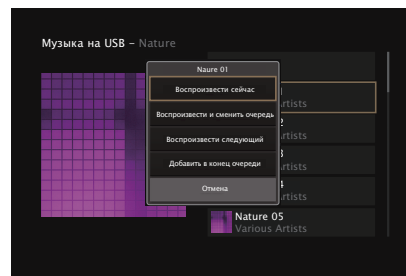 Музыка на USB – Nature
Naure 01
Воспроизвести сейчас
Воспроизвести и сменить очередь
Воспроизвести следующий
Добавить в конец очереди
Отмена
Nature 05
Various Artists